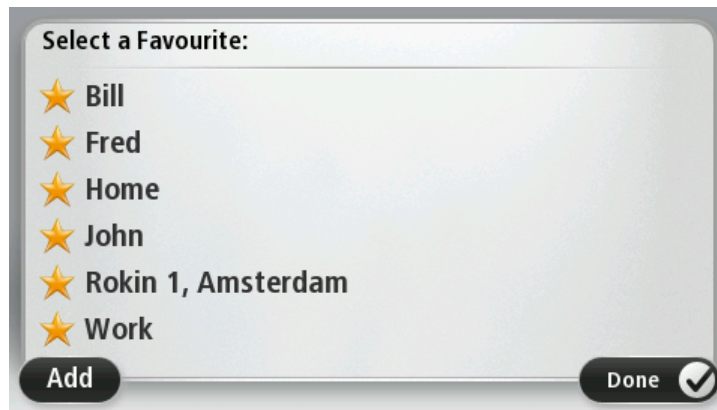 Select a Favourite:
Bill
Fred
Home
John
Rokin 1, Amsterdam
Work
Add
Done